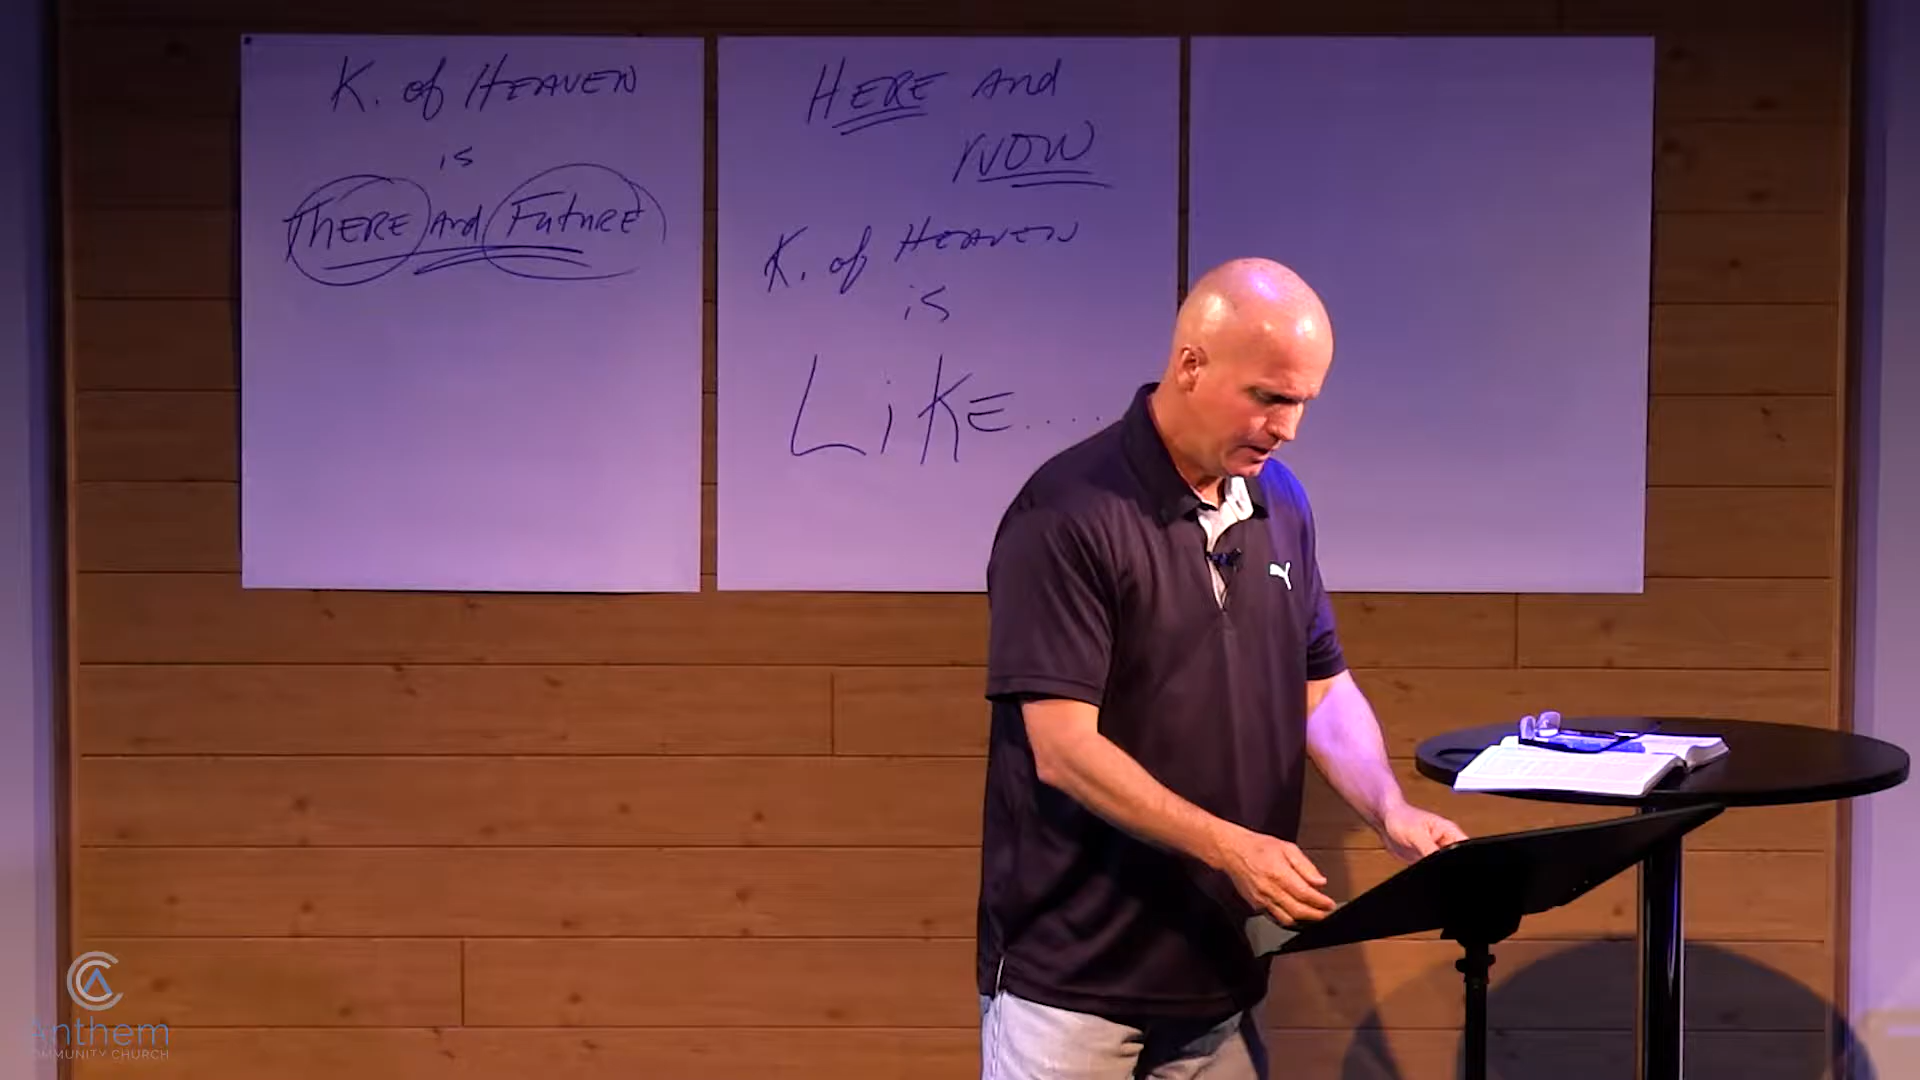 K. of HEAVEN
is
THERE And FuturE
HERE And
NOW
K. of HEAVEN
is
LiKE.....
Anthem
COMMUNITY CHURCH